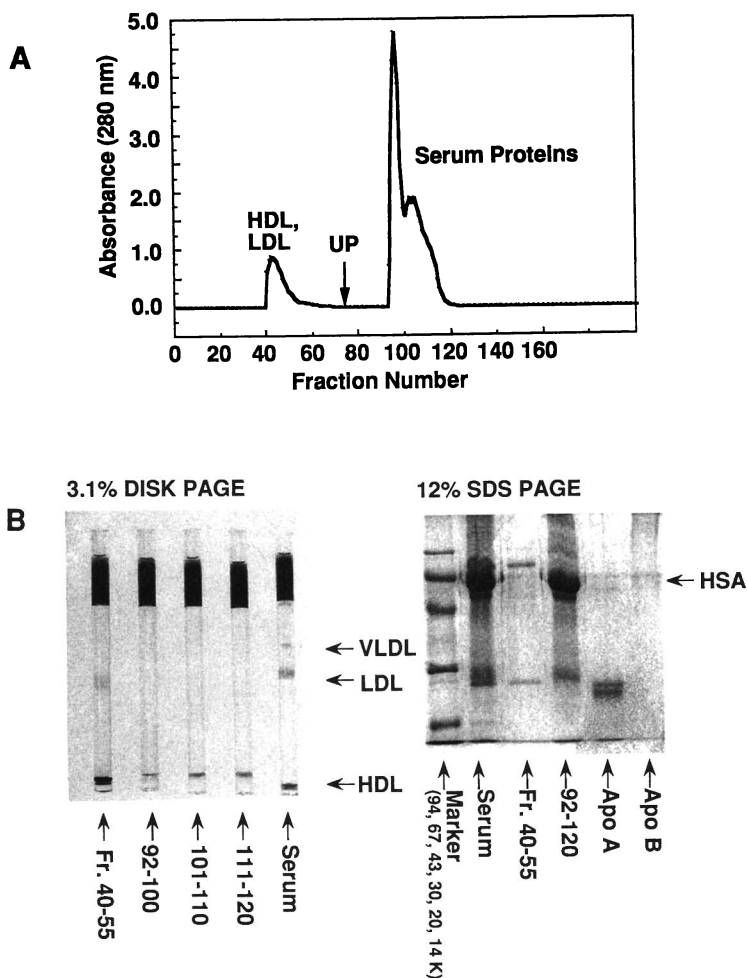 A
Absorbance (280 nm)
5.0
4.0
3.0
2.0
1.0
0.0
HDL,
LDL
UP
Serum Proteins
0 20 40 60 80 100 120 140 160
Fraction Number
B
3.1% DISK PAGE
12% SDS PAGE
VLDL
LDL
HDL
HSA
Fr. 40-55
92-100
101-110
111-120
Serum
Marker
(94, 67, 43, 30, 20, 14 K)
Serum
Fr. 40-55
92-120
Apo A
Apo B